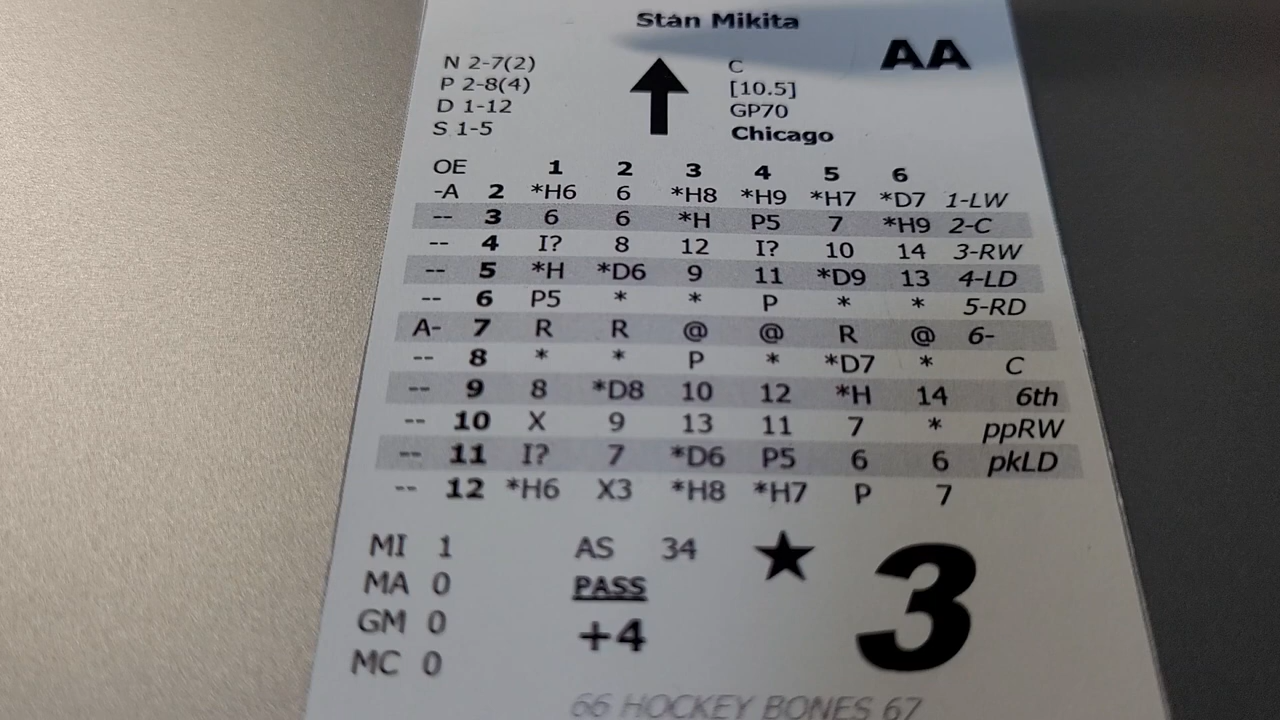 Stan Mikita
AA
N 2-7(2)
P 2-8(4)
D 1-12
S 1-5
C
[10.5]
GP70
Chicago
OE 1 2 3 4 5 6
-A 2 *H6 6 *H8 *H9 *H7 *D7 1-LW
-- 3 6 6 *H P5 7 *H9 2-C
-- 4 I? 8 12 I? 10 14 3-RW
-- 5 *H *D6 9 11 *D9 13 4-LD
-- 6 P5 * * P * * 5-RD
A- 7 R R @ @ R @ 6-
-- 8 * * P * *D7 * C
-- 9 8 *D8 10 12 *H 14 6th
-- 10 X 9 13 11 7 * ppRW
-- 11 I? 7 *D6 P5 6 6 pkLD
-- 12 *H6 X3 *H8 *H7 P 7
MI 1
MA 0
GM 0
MC 0
AS 34
PASS
+4
★
3
66 HOCKEY BONES 67